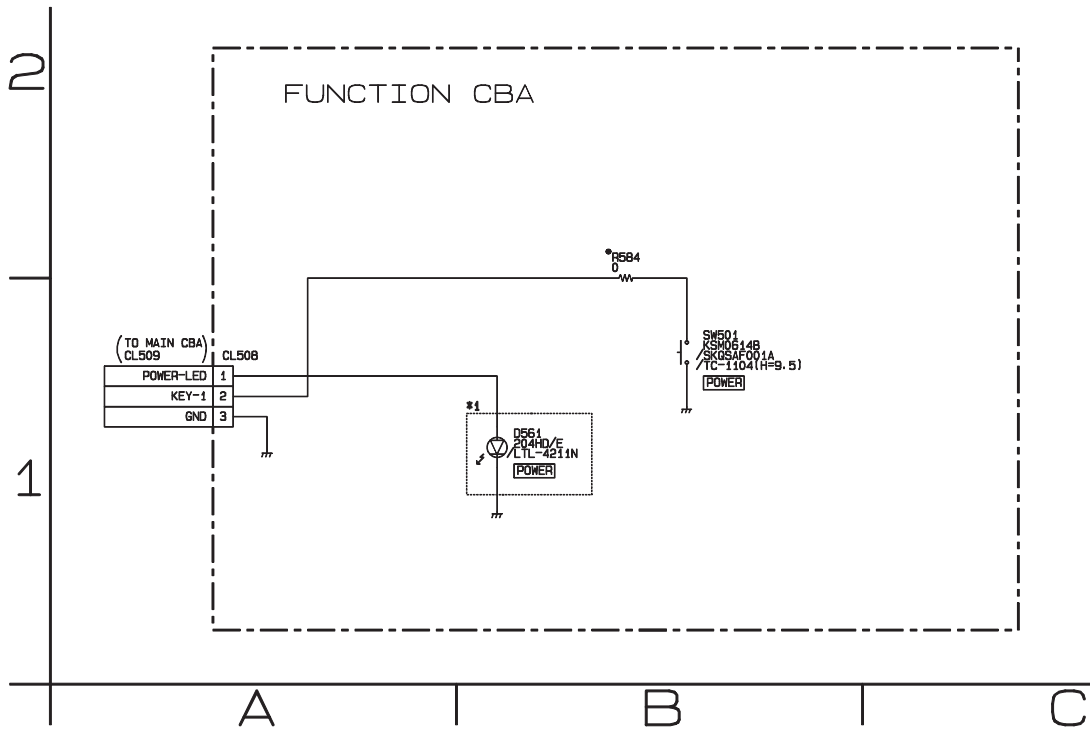 2
FUNCTION CBA
R584
0
(TO MAIN CBA)
CL509
CL508
SW501
KSM0614B
/SKQSAF001A
/TC-1104(H=9.5)
POWER
POWER-LED 1
KEY-1 2
GND 3
*1
D561
204HD/E
/LTL-4211N
POWER
1
A
B
C